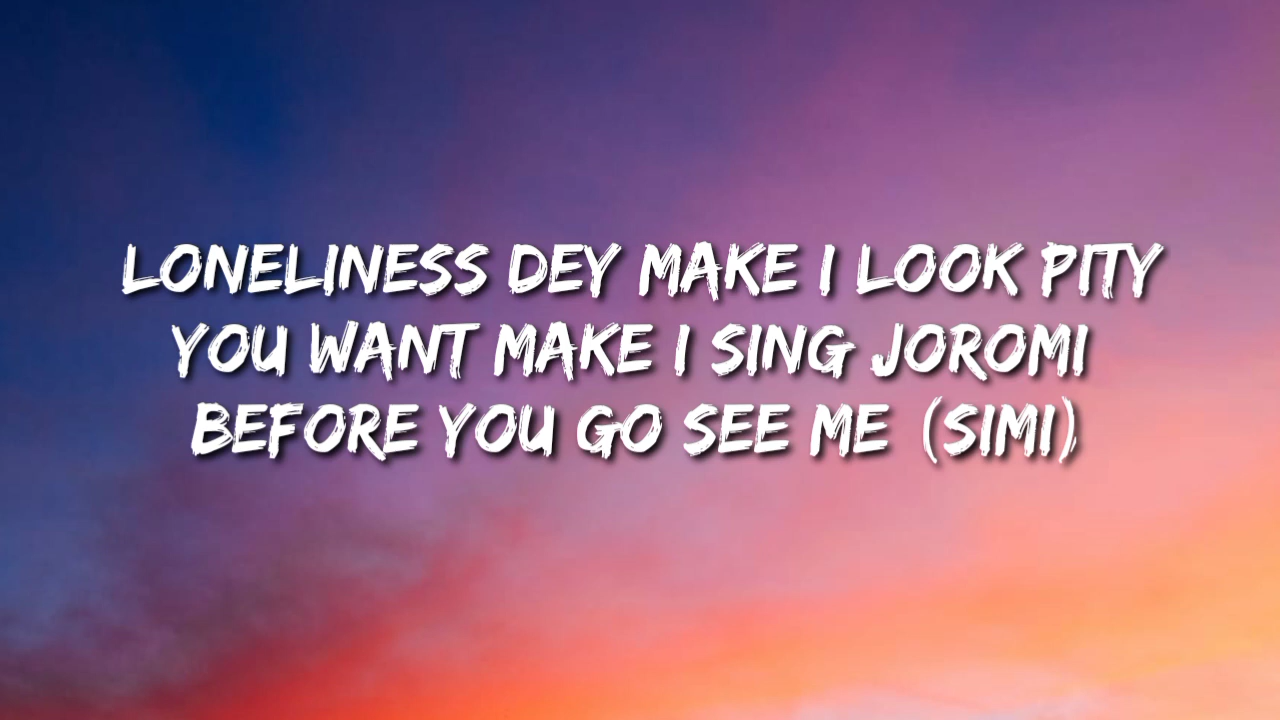 LONELINESS DEY MAKE I LOOK PITY
YOU WANT MAKE I SING JOROMI
BEFORE YOU GO SEE ME (SIMI)